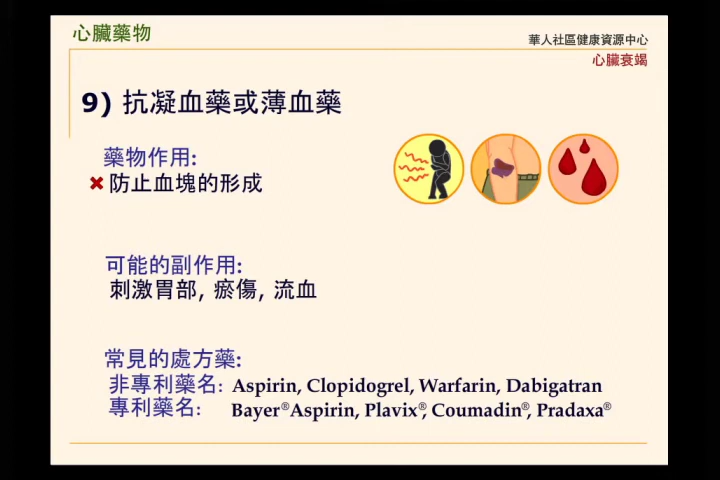 心臟藥物
華人社區健康資源中心
心臟衰竭
9) 抗凝血藥或薄血藥
藥物作用:
✖ 防止血塊的形成
可能的副作用:
刺激胃部, 瘀傷, 流血
常見的處方藥:
非專利藥名: Aspirin, Clopidogrel, Warfarin, Dabigatran
專利藥名: Bayer® Aspirin, Plavix®, Coumadin®, Pradaxa®